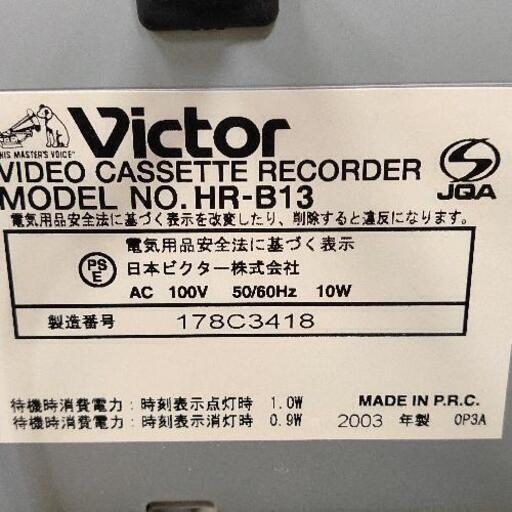 "HIS MASTER'S VOICE"
Victor
VIDEO CASSETTE RECORDER
MODEL NO. HR-B13
JQA
電気用品安全法に基づく表示を改変したり、削除すると違反になります。
電気用品安全法に基づく表示
PS
E
日本ビクター株式会社
AC 100V 50/60Hz 10W
製造番号 178C3418
待機時消費電力：時刻表示点灯時 1.0W
待機時消費電力：時刻表示消灯時 0.9W
MADE IN P.R.C.
2003 年製 0P3A